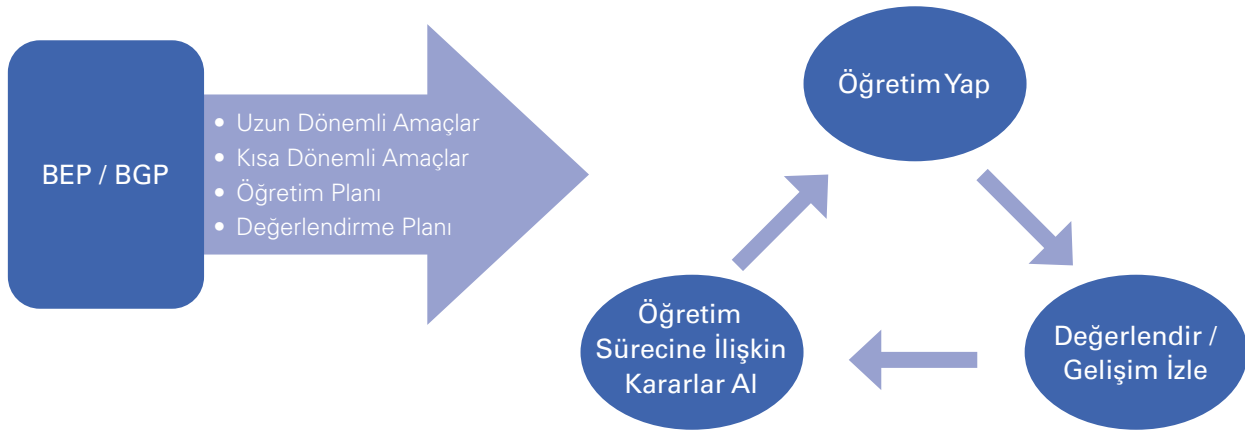 BEP / BGP
• Uzun Dönemli Amaçlar
• Kısa Dönemli Amaçlar
• Öğretim Planı
• Değerlendirme Planı
Öğretim Yap
Değerlendir /
Gelişim İzle
Öğretim
Sürecine İlişkin
Kararlar Al